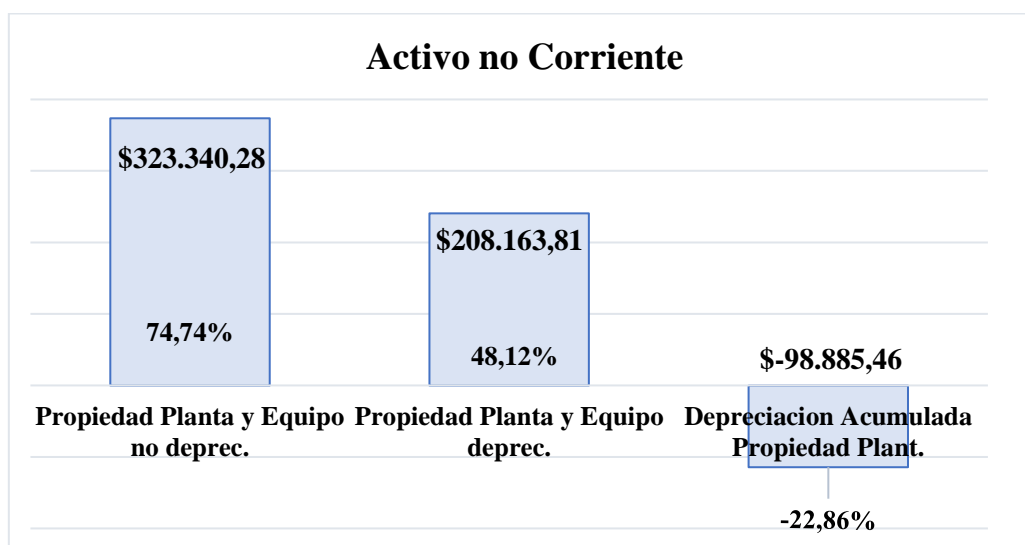 Activo no Corriente
$323.340,28
$208.163,81
74,74%
48,12%
$-98.885,46
Propiedad Planta y Equipo
no deprec.
Propiedad Planta y Equipo
deprec.
Depreciacion Acumulada
Propiedad Plant.
-22,86%